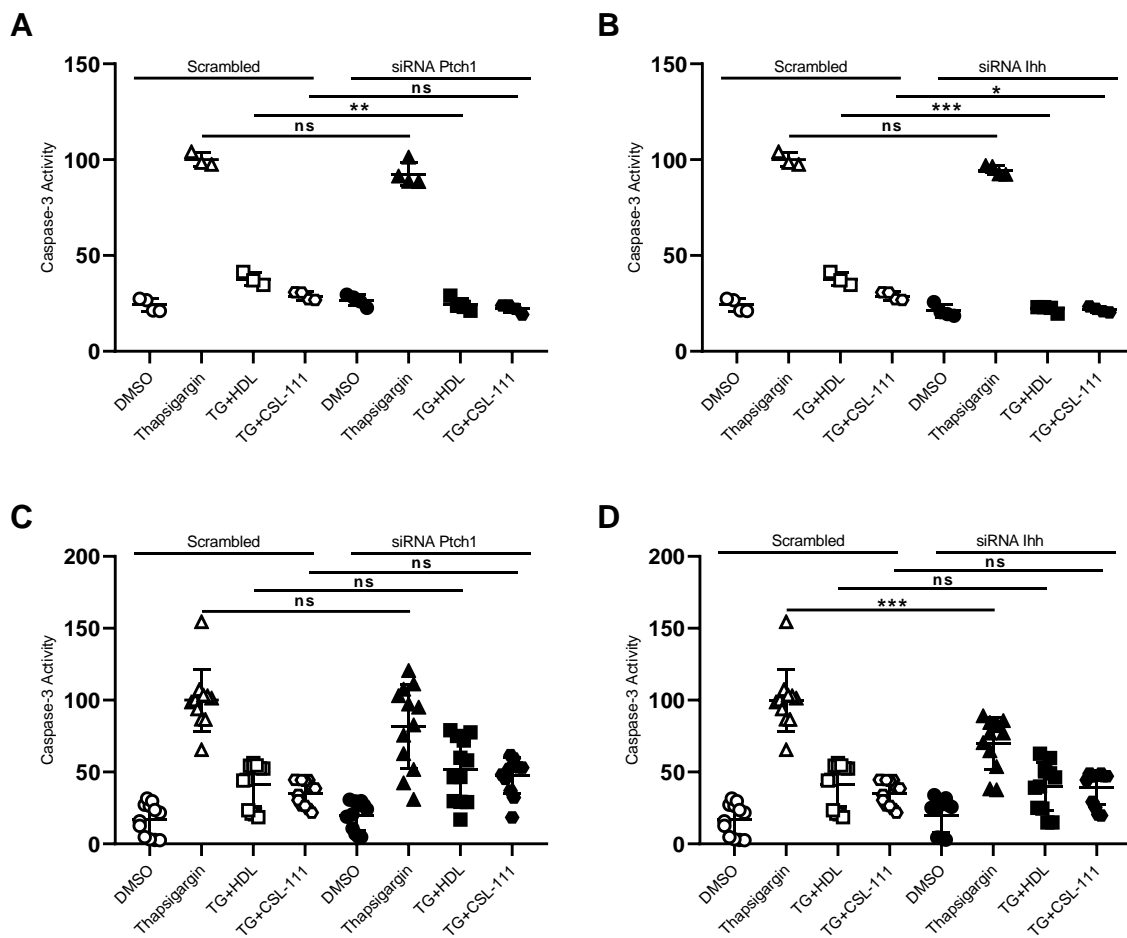 A
Scrambled siRNA Ptch1
ns
**
ns
150
100
50
0
Caspase-3 Activity
DMSO
Thapsigargin
TG+HDL
TG+CSL-111
DMSO
Thapsigargin
TG+HDL
TG+CSL-111
B
Scrambled siRNA Ihh
*
***
ns
150
100
50
0
Caspase-3 Activity
DMSO
Thapsigargin
TG+HDL
TG+CSL-111
DMSO
Thapsigargin
TG+HDL
TG+CSL-111
C
Scrambled siRNA Ptch1
ns
ns
ns
200
150
100
50
0
Caspase-3 Activity
DMSO
Thapsigargin
TG+HDL
TG+CSL-111
DMSO
Thapsigargin
TG+HDL
TG+CSL-111
D
Scrambled siRNA Ihh
ns
ns
***
200
150
100
50
0
Caspase-3 Activity
DMSO
Thapsigargin
TG+HDL
TG+CSL-111
DMSO
Thapsigargin
TG+HDL
TG+CSL-111